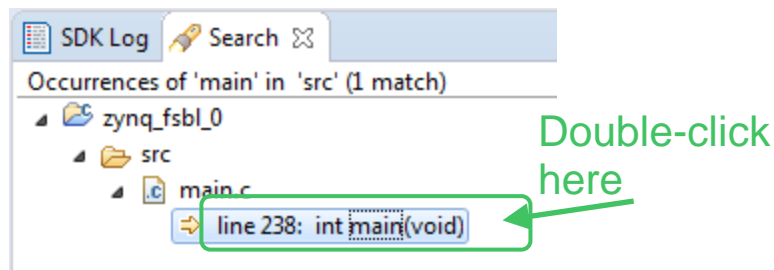 SDK Log Search
Occurrences of 'main' in 'src' (1 match)
zynq_fsbl_0
src
main.c
line 238: int main(void)
Double-click
here